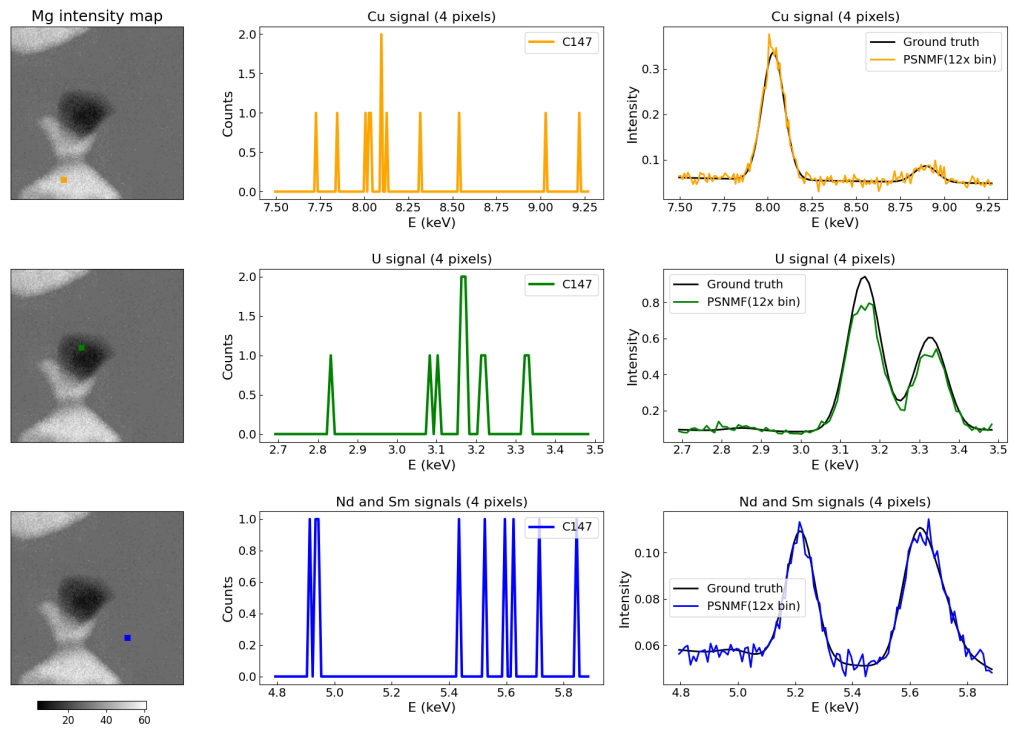 Mg intensity map
Cu signal (4 pixels)
Cu signal (4 pixels)
Counts
2.0
1.5
1.0
0.5
0.0
C147
7.50 7.75 8.00 8.25 8.50 8.75 9.00 9.25
E (keV)
Intensity
0.3
0.2
0.1
Ground truth
PSNMF(12x bin)
7.50 7.75 8.00 8.25 8.50 8.75 9.00 9.25
E (keV)
U signal (4 pixels)
U signal (4 pixels)
Counts
2.0
1.5
1.0
0.5
0.0
C147
2.7 2.8 2.9 3.0 3.1 3.2 3.3 3.4 3.5
E (keV)
Intensity
0.8
0.6
0.4
0.2
Ground truth
PSNMF(12x bin)
2.7 2.8 2.9 3.0 3.1 3.2 3.3 3.4 3.5
E (keV)
Nd and Sm signals (4 pixels)
Nd and Sm signals (4 pixels)
Counts
1.0
0.8
0.6
0.4
0.2
0.0
C147
4.8 5.0 5.2 5.4 5.6 5.8
E (keV)
Intensity
0.10
0.08
0.06
Ground truth
PSNMF(12x bin)
4.8 5.0 5.2 5.4 5.6 5.8
E (keV)
20 40 60